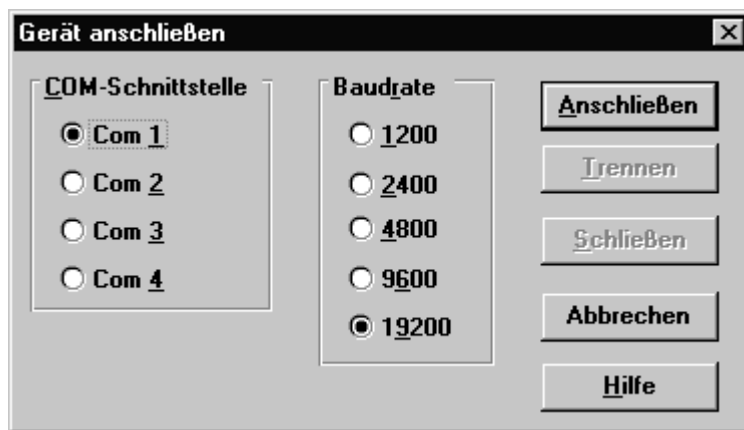 Gerät anschließen
COM-Schnittstelle
Com 1
Com 2
Com 3
Com 4
Baudrate
1200
2400
4800
9600
19200
Anschließen
Trennen
Schließen
Abbrechen
Hilfe